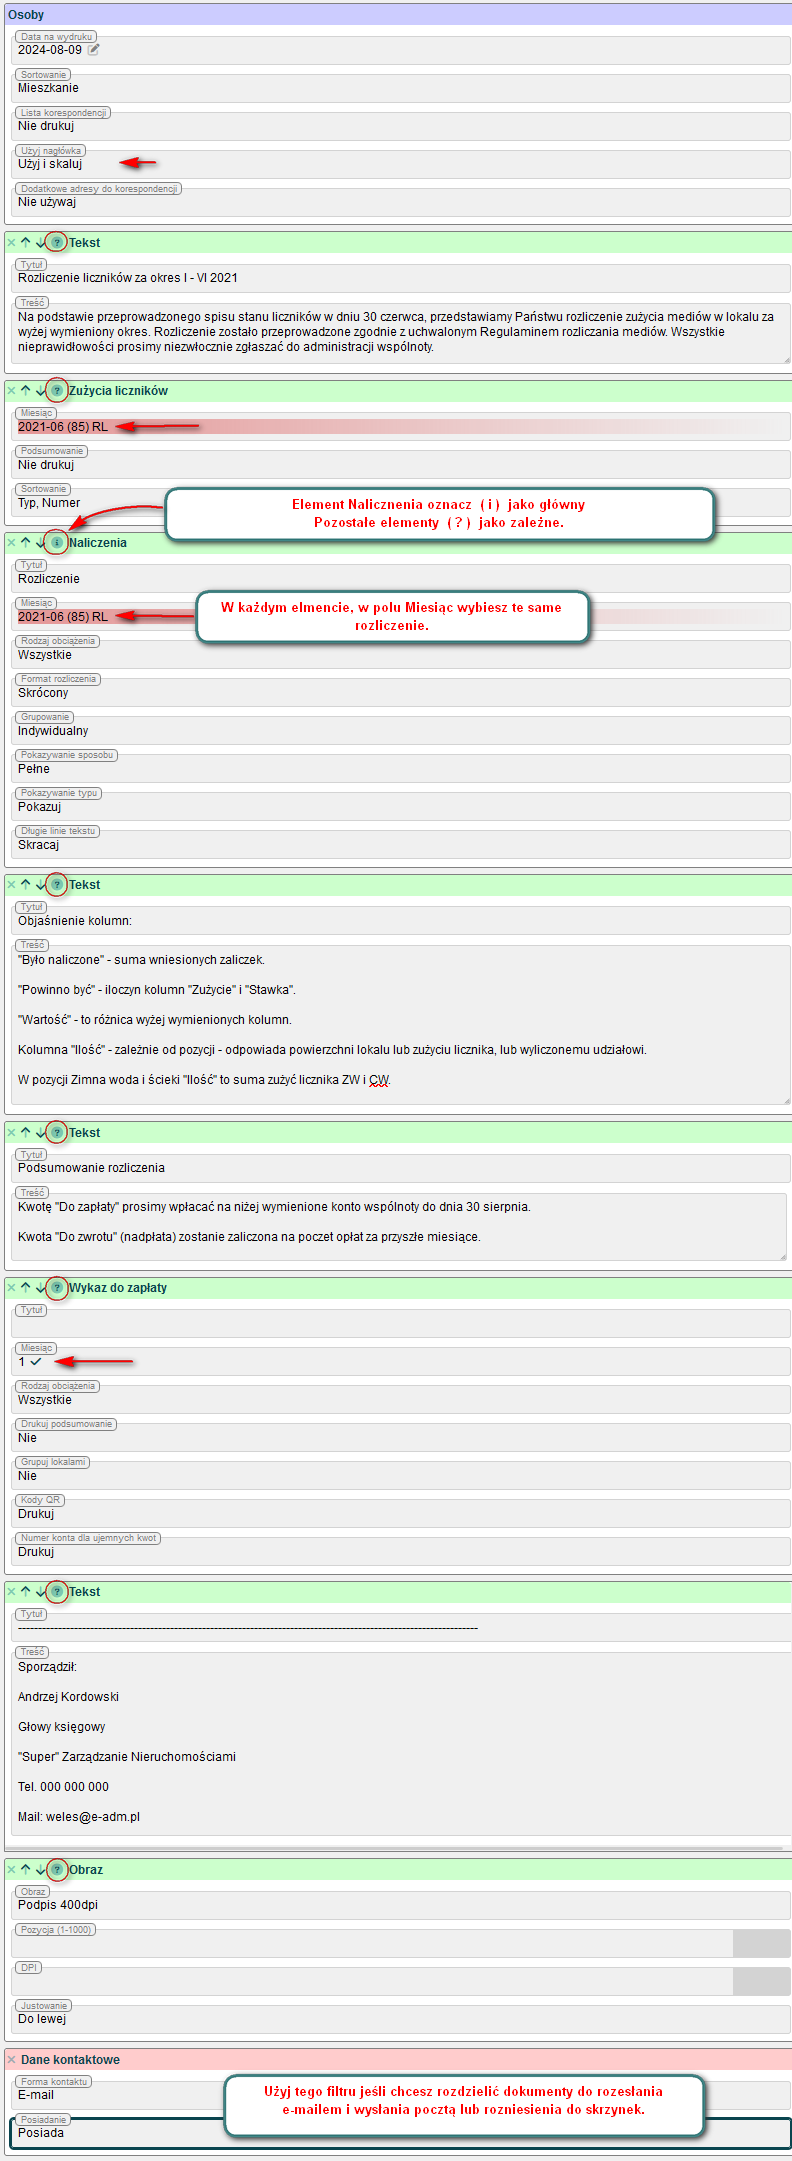 Osoby
Data na wydruku
2024-08-09
Sortowanie
Mieszkanie
Lista korespondencji
Nie drukuj
Użyj nagłówka
Użyj i skaluj
Dodatkowe adresy do korespondencji
Nie używaj
? Tekst
Tytuł
Rozliczenie liczników za okres I - VI 2021
Treść
Na podstawie przeprowadzonego spisu stanu liczników w dniu 30 czerwca, przedstawiamy Państwu rozliczenie zużycia mediów w lokalu za
wyżej wymieniony okres. Rozliczenie zostało przeprowadzone zgodnie z uchwalonym Regulaminem rozliczania mediów. Wszystkie
nieprawidłowości prosimy niezwłocznie zgłaszać do administracji wspólnoty.
? Zużycia liczników
Miesiąc
2021-06 (85) RL
Podsumowanie
Nie drukuj
Sortowanie
Typ, Numer
Element Nalicznenia oznacz ( i ) jako główny
Pozostałe elementy ( ? ) jako zależne.
i Naliczenia
Tytuł
Rozliczenie
Miesiąc
2021-06 (85) RL
W każdym elmencie, w polu Miesiąc wybiesz te same
rozliczenie.
Rodzaj obciążenia
Wszystkie
Format rozliczenia
Skrócony
Grupowanie
Indywidualny
Pokazywanie sposobu
Pełne
Pokazywanie typu
Pokazuj
Długie linie tekstu
Skracaj
? Tekst
Tytuł
Objaśnienie kolumn:
Treść
"Było naliczone" - suma wniesionych zaliczek.
"Powinno być" - iloczyn kolumn "Zużycie" i "Stawka".
"Wartość" - to różnica wyżej wymienionych kolumn.
Kolumna "Ilość" - zależnie od pozycji - odpowiada powierzchni lokalu lub zużyciu licznika, lub wyliczonemu udziałowi.
W pozycji Zimna woda i ścieki "Ilość" to suma zużyć licznika ZW i CW.
? Tekst
Tytuł
Podsumowanie rozliczenia
Treść
Kwotę "Do zapłaty" prosimy wpłacać na niżej wymienione konto wspólnoty do dnia 30 sierpnia.
Kwota "Do zwrotu" (nadpłata) zostanie zaliczona na poczet opłat za przyszłe miesiące.
? Wykaz do zapłaty
Tytuł
Miesiąc
1
Rodzaj obciążenia
Wszystkie
Drukuj podsumowanie
Nie
Grupuj lokalami
Nie
Kody QR
Drukuj
Numer konta dla ujemnych kwot
Drukuj
? Tekst
Tytuł
--------------------------------------------------------------------------------------------------------------------
Treść
Sporządził:
Andrzej Kordowski
Głowy księgowy
"Super" Zarządzanie Nieruchomościami
Tel. 000 000 000
Mail: weles@e-adm.pl
? Obraz
Obraz
Podpis 400dpi
Pozycja (1-1000)
DPI
Justowanie
Do lewej
Dane kontaktowe
Forma kontaktu
E-mail
Użyj tego filtru jeśli chcesz rozdzielić dokumenty do rozesłania
e-mailem i wysłania pocztą lub rozniesienia do skrzynek.
Posiadanie
Posiada